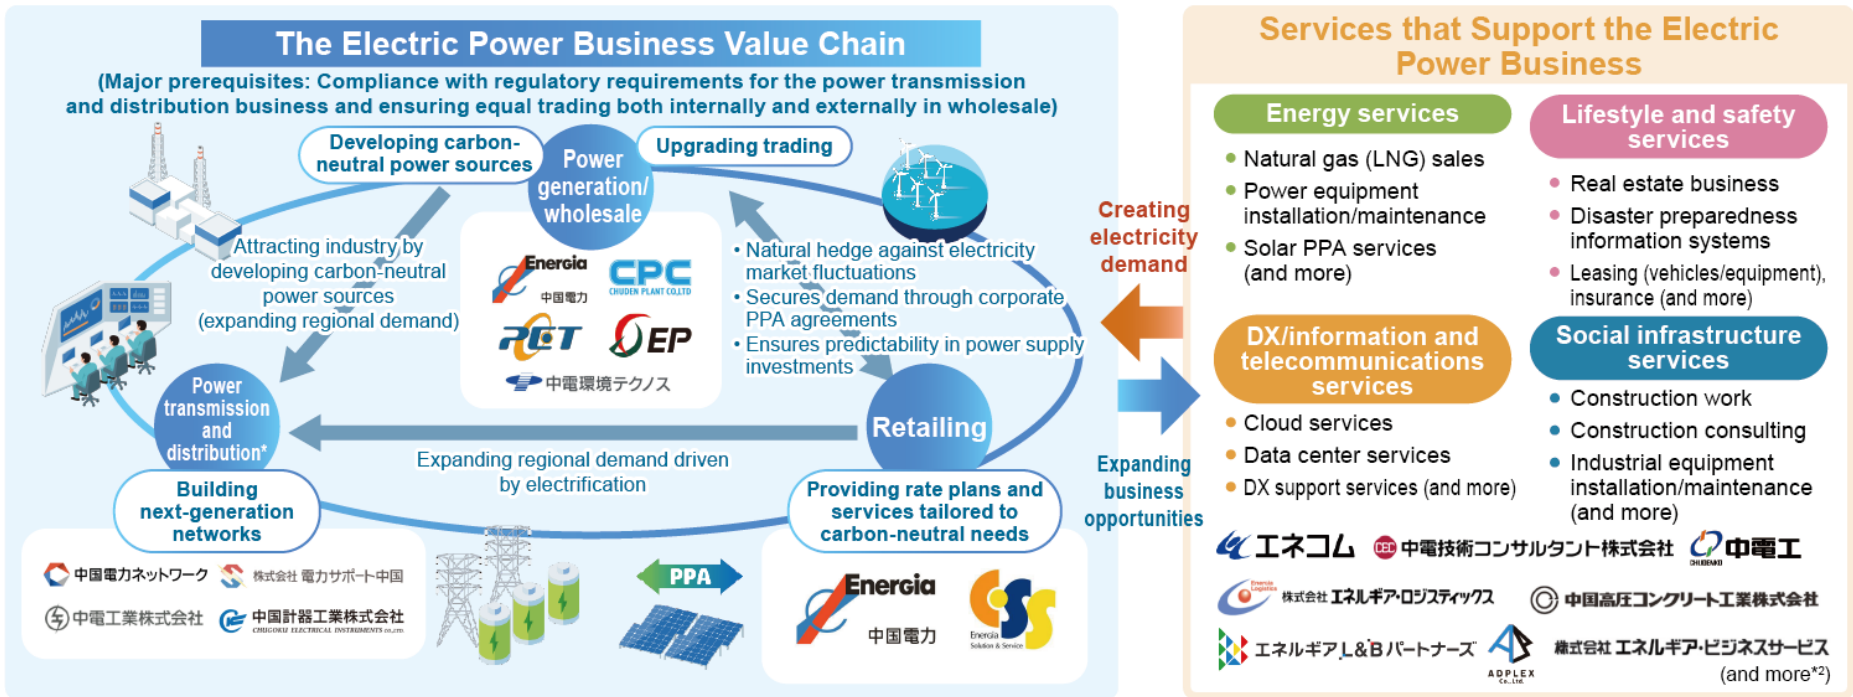 The Electric Power Business Value Chain
(Major prerequisites: Compliance with regulatory requirements for the power transmission
and distribution business and ensuring equal trading both internally and externally in wholesale)
Developing carbon-
neutral power sources
Power
generation/
wholesale
Upgrading trading
Attracting industry by
developing carbon-neutral
power sources
(expanding regional demand)
Energia
中国電力
CPC
CHUDEN PLANT CO.,LTD
PET
EP
中電環境テクノス
• Natural hedge against electricity
market fluctuations
• Secures demand through corporate
PPA agreements
• Ensures predictability in power supply
investments
Power
transmission
and
distribution*
Building
next-generation
networks
Expanding regional demand driven
by electrification
Retailing
Providing rate plans and
services tailored to
carbon-neutral needs
中国電力ネットワーク
株式会社 電力サポート中国
中電工業株式会社
中国計器工業株式会社
CHUGOKU ELECTRICAL INSTRUMENTS co.,LTD.
PPA
Energia
中国電力
CSS
Energia
Solution & Service
Creating
electricity
demand
Expanding
business
opportunities
Services that Support the Electric
Power Business
Energy services
• Natural gas (LNG) sales
• Power equipment
installation/maintenance
• Solar PPA services
(and more)
Lifestyle and safety
services
• Real estate business
• Disaster preparedness
information systems
• Leasing (vehicles/equipment),
insurance (and more)
DX/information and
telecommunications
services
• Cloud services
• Data center services
• DX support services (and more)
Social infrastructure
services
• Construction work
• Construction consulting
• Industrial equipment
installation/maintenance
(and more)
エネコム
CEC 中電技術コンサルタント株式会社
CHUDENKO
中電工
Energia
Logistics
株式会社 エネルギア・ロジスティックス
中国高圧コンクリート工業株式会社
エネルギアL&Bパートナーズ
ADPLEX
Co., Ltd.
株式会社 エネルギア・ビジネスサービス
(and more*2)